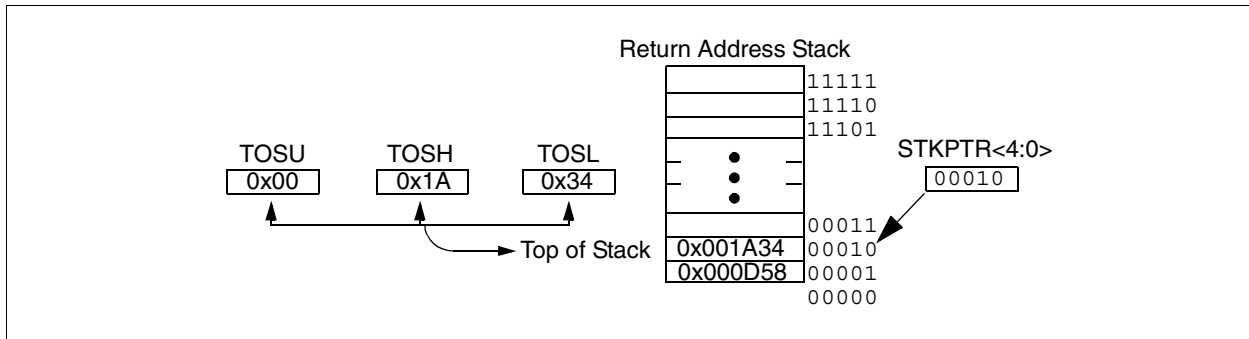 Return Address Stack
11111
11110
11101
TOSU TOSH TOSL STKPTR<4:0>
0x00 0x1A 0x34 00010
00011
Top of Stack 0x001A34 00010
0x000D58 00001
00000